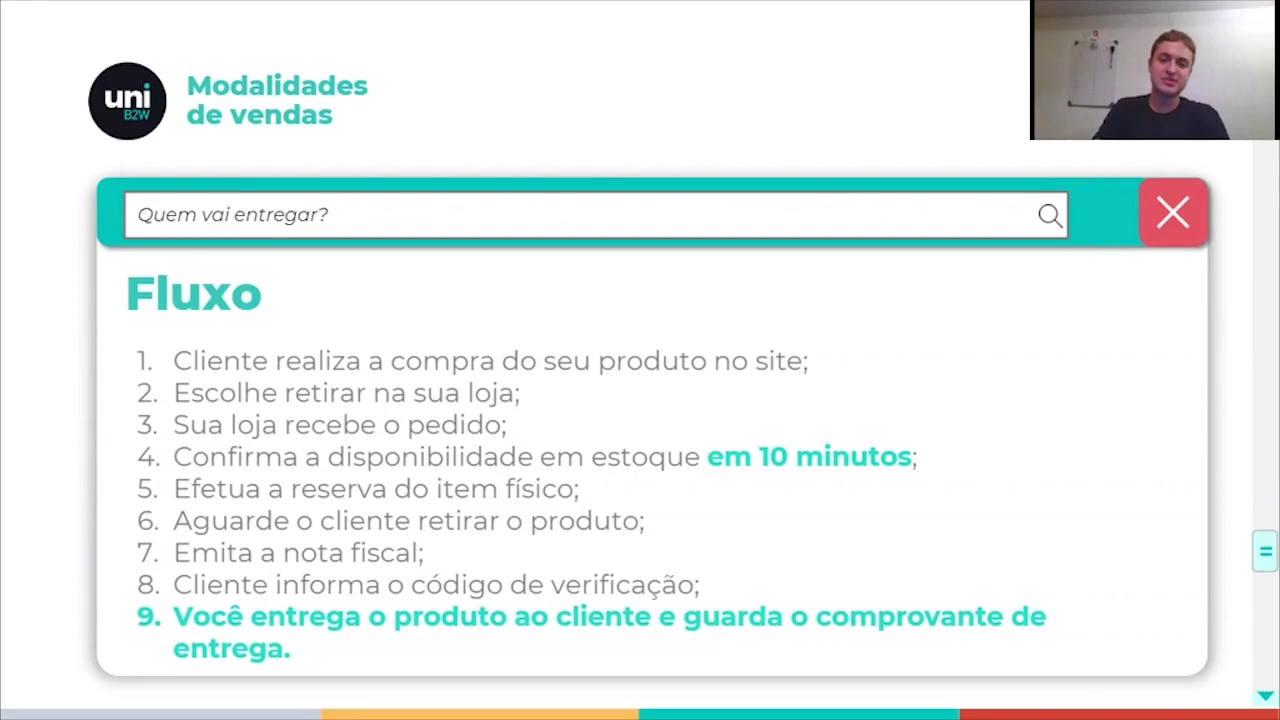 uni
B2W
Modalidades
de vendas
Quem vai entregar?
Fluxo
1. Cliente realiza a compra do seu produto no site;
2. Escolhe retirar na sua loja;
3. Sua loja recebe o pedido;
4. Confirma a disponibilidade em estoque em 10 minutos;
5. Efetua a reserva do item físico;
6. Aguarde o cliente retirar o produto;
7. Emita a nota fiscal;
8. Cliente informa o código de verificação;
9. Você entrega o produto ao cliente e guarda o comprovante de
entrega.